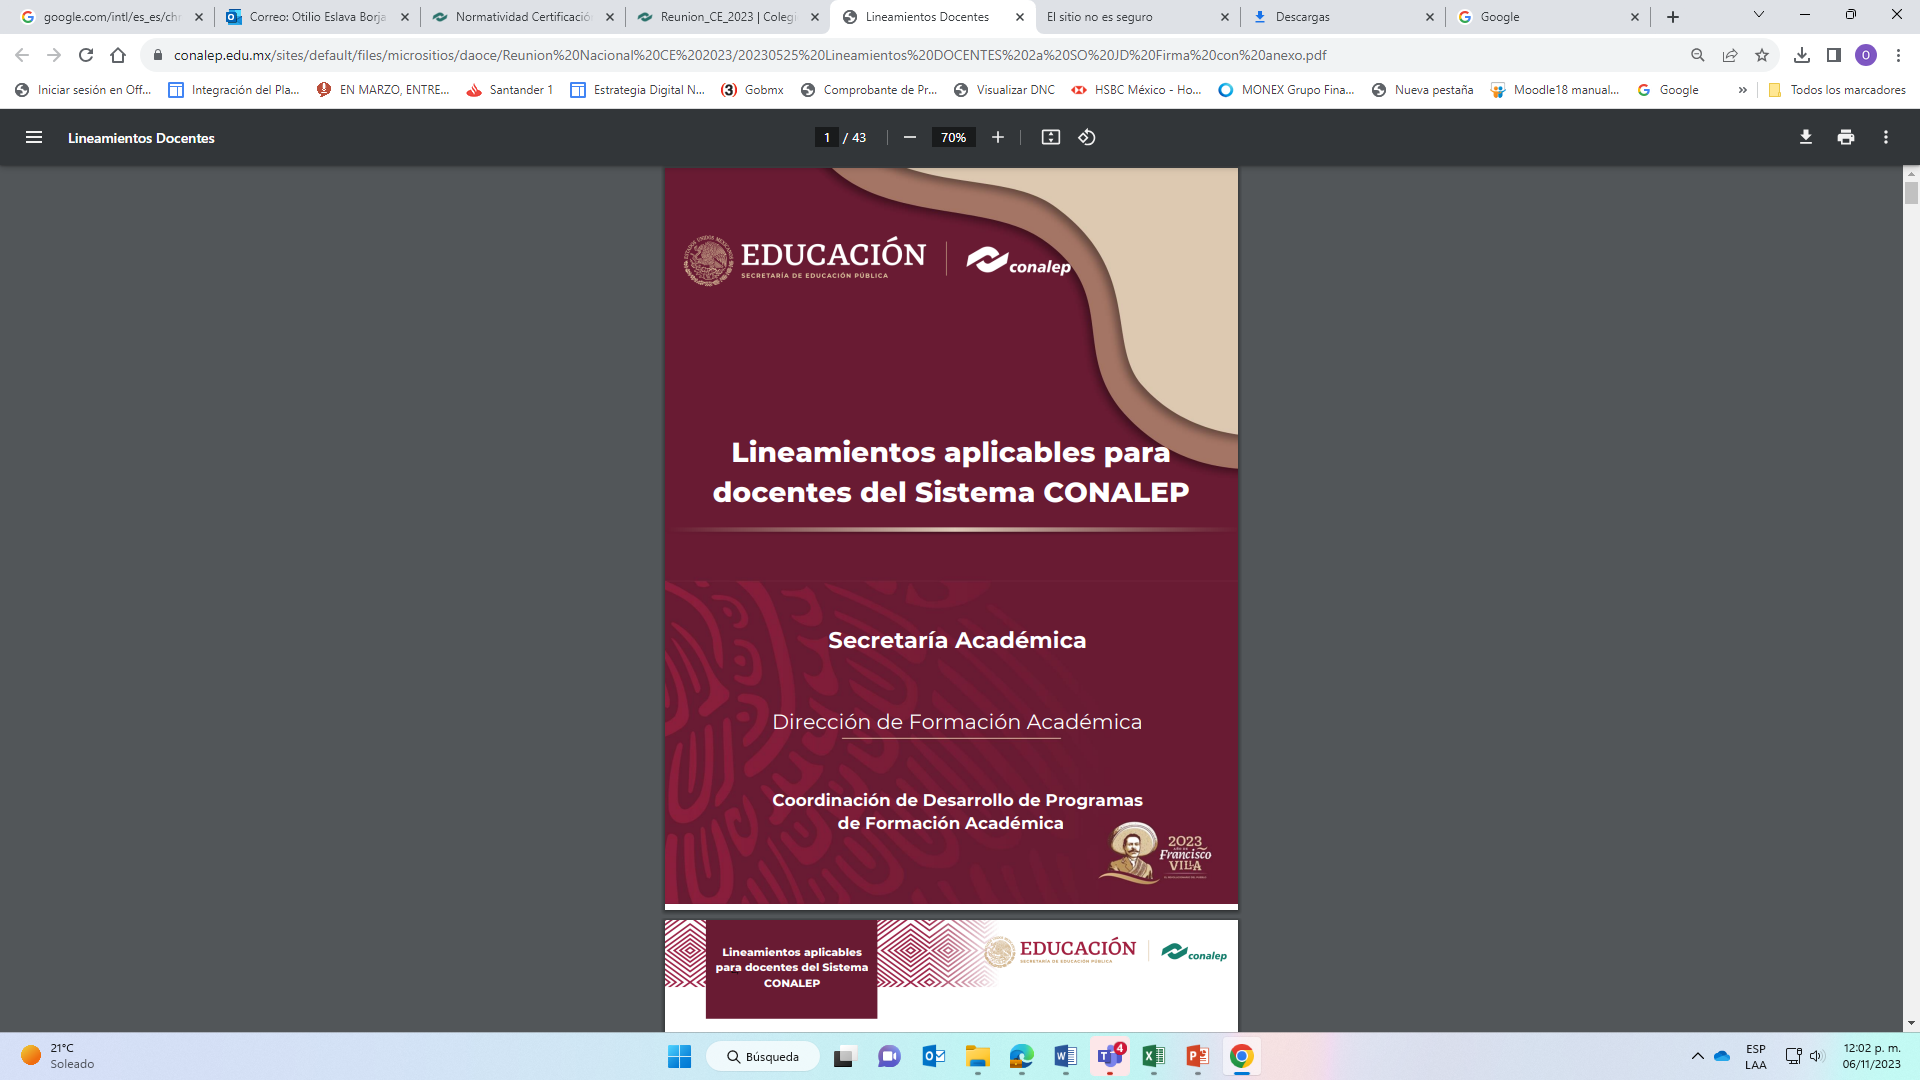 google.com/intl/es_es/chr
Correo: Otilio Eslava Borja
Normatividad Certificación
Reunion_CE_2023 | Colegi
Lineamientos Docentes
El sitio no es seguro
Descargas
Google
conalep.edu.mx/sites/default/files/micrositios/daoce/Reunion%20Nacional%20CE%202023/20230525%20Lineamientos%20DOCENTES%202a%20SO%20JD%20Firma%20con%20anexo.pdf
O
Iniciar sesión en Off...
Integración del Pla...
EN MARZO, ENTRE...
Santander 1
Estrategia Digital N...
Gobmx
Comprobante de Pr...
Visualizar DNC
HSBC México - Ho...
MONEX Grupo Fina...
Nueva pestaña
Moodle18 manual...
Google
»
Todos los marcadores
Lineamientos Docentes
1 / 43
70%
EDUCACIÓN
SECRETARÍA DE EDUCACIÓN PÚBLICA
conalep
Lineamientos aplicables para
docentes del Sistema CONALEP
Secretaría Académica
Dirección de Formación Académica
Coordinación de Desarrollo de Programas
de Formación Académica
2023
AÑO DE
Francisco
VILLA
Lineamientos aplicables
para docentes del Sistema
CONALEP
EDUCACIÓN
SECRETARÍA DE EDUCACIÓN PÚBLICA
conalep
21°C
Soleado
Búsqueda
4
ESP
LAA
12:02 p. m.
06/11/2023